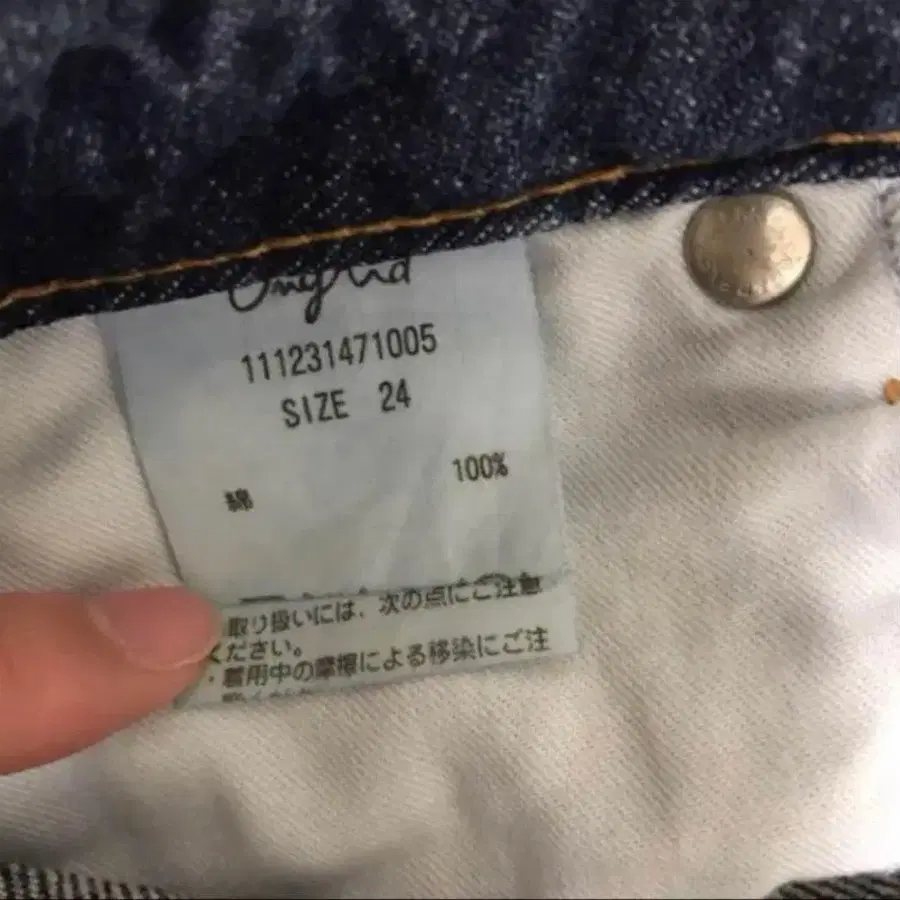 111231471005
SIZE 24
綿 100%
取り扱いには、次の点にご注意
ください。
・着用中の摩擦による移染にご注